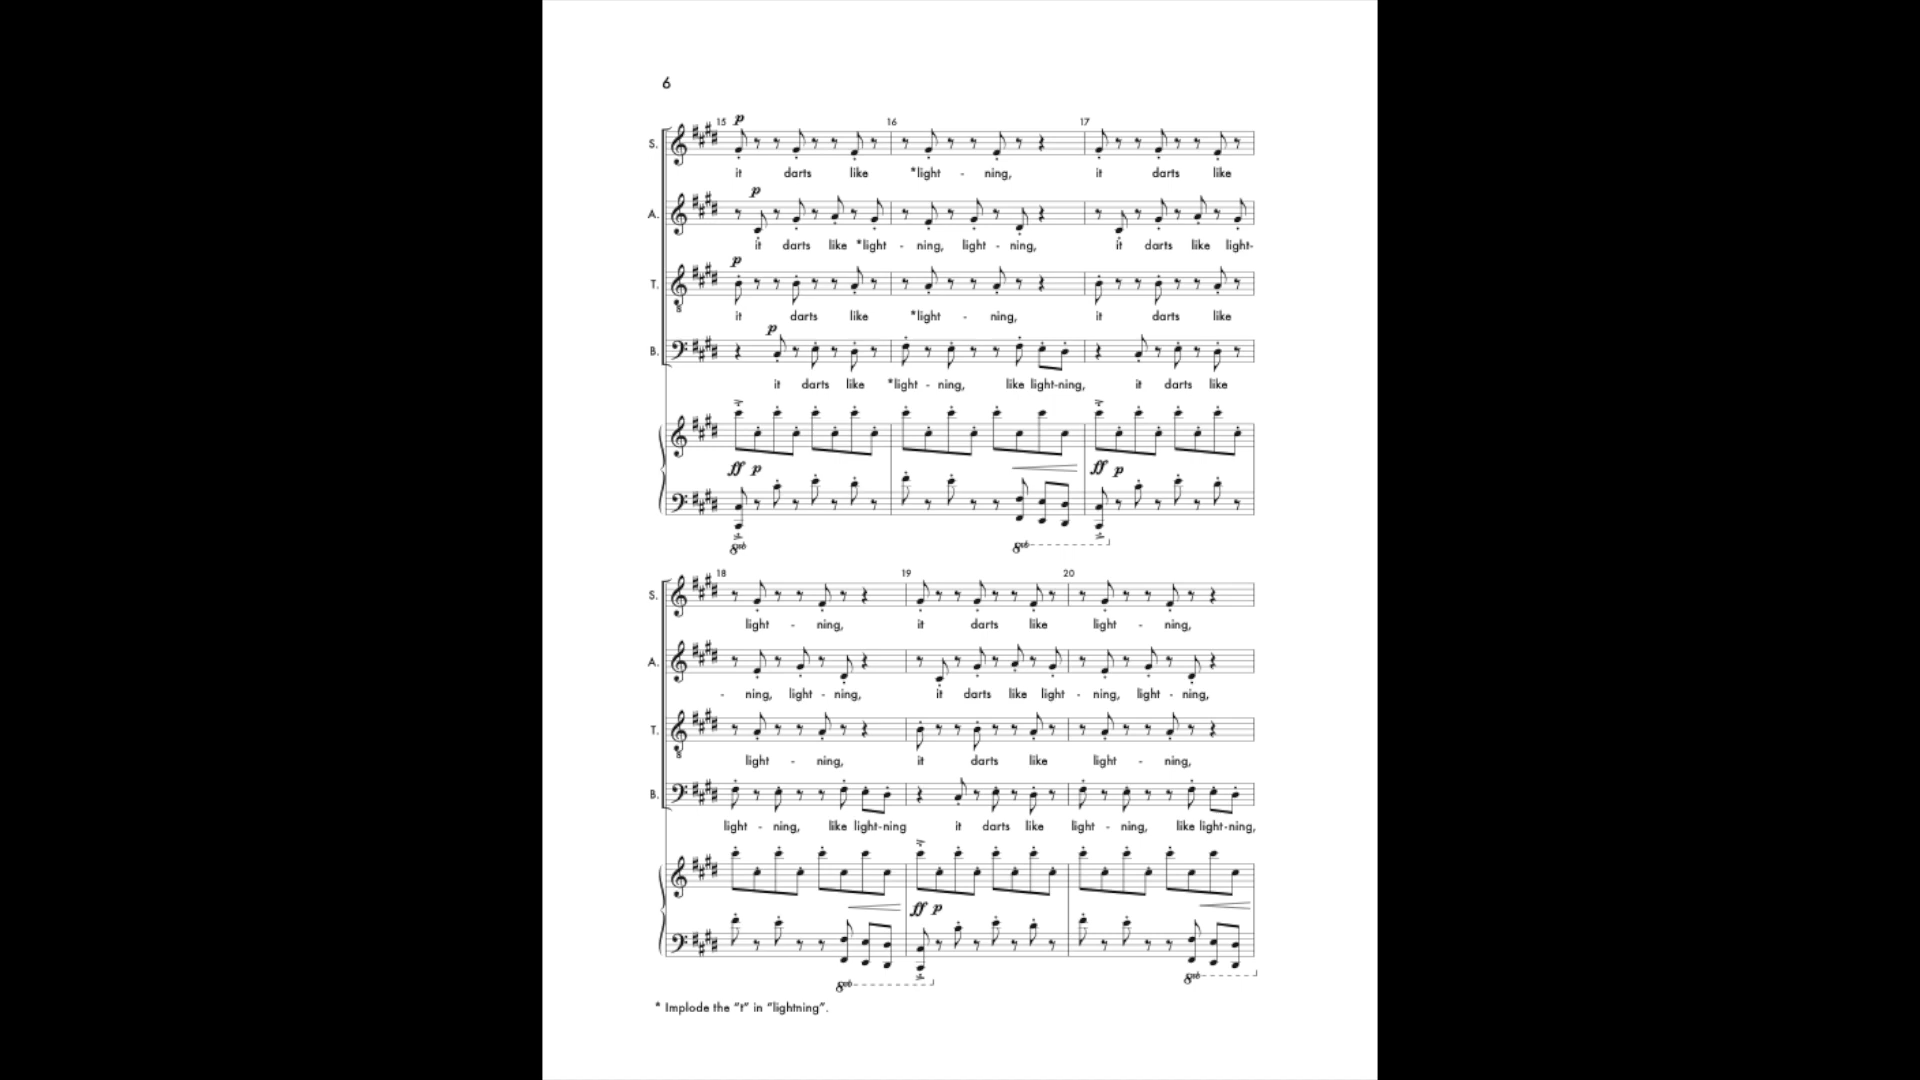 6
15 p 16 17
S.
it darts like *light - ning, it darts like
p
A.
it darts like *light - ning, light - ning, it darts like light-
p
T.
8
it darts like *light - ning, it darts like
p
B.
it darts like *light - ning, like light-ning, it darts like
ff p ff p
8vb 8vb
18 19 20
S.
light - ning, it darts like light - ning,
A.
- ning, light - ning, it darts like light - ning, light - ning,
T.
8
light - ning, it darts like light - ning,
B.
light - ning, like light-ning it darts like light - ning, like light-ning,
ff p
8vb 8vb
* Implode the “t” in “lightning”.